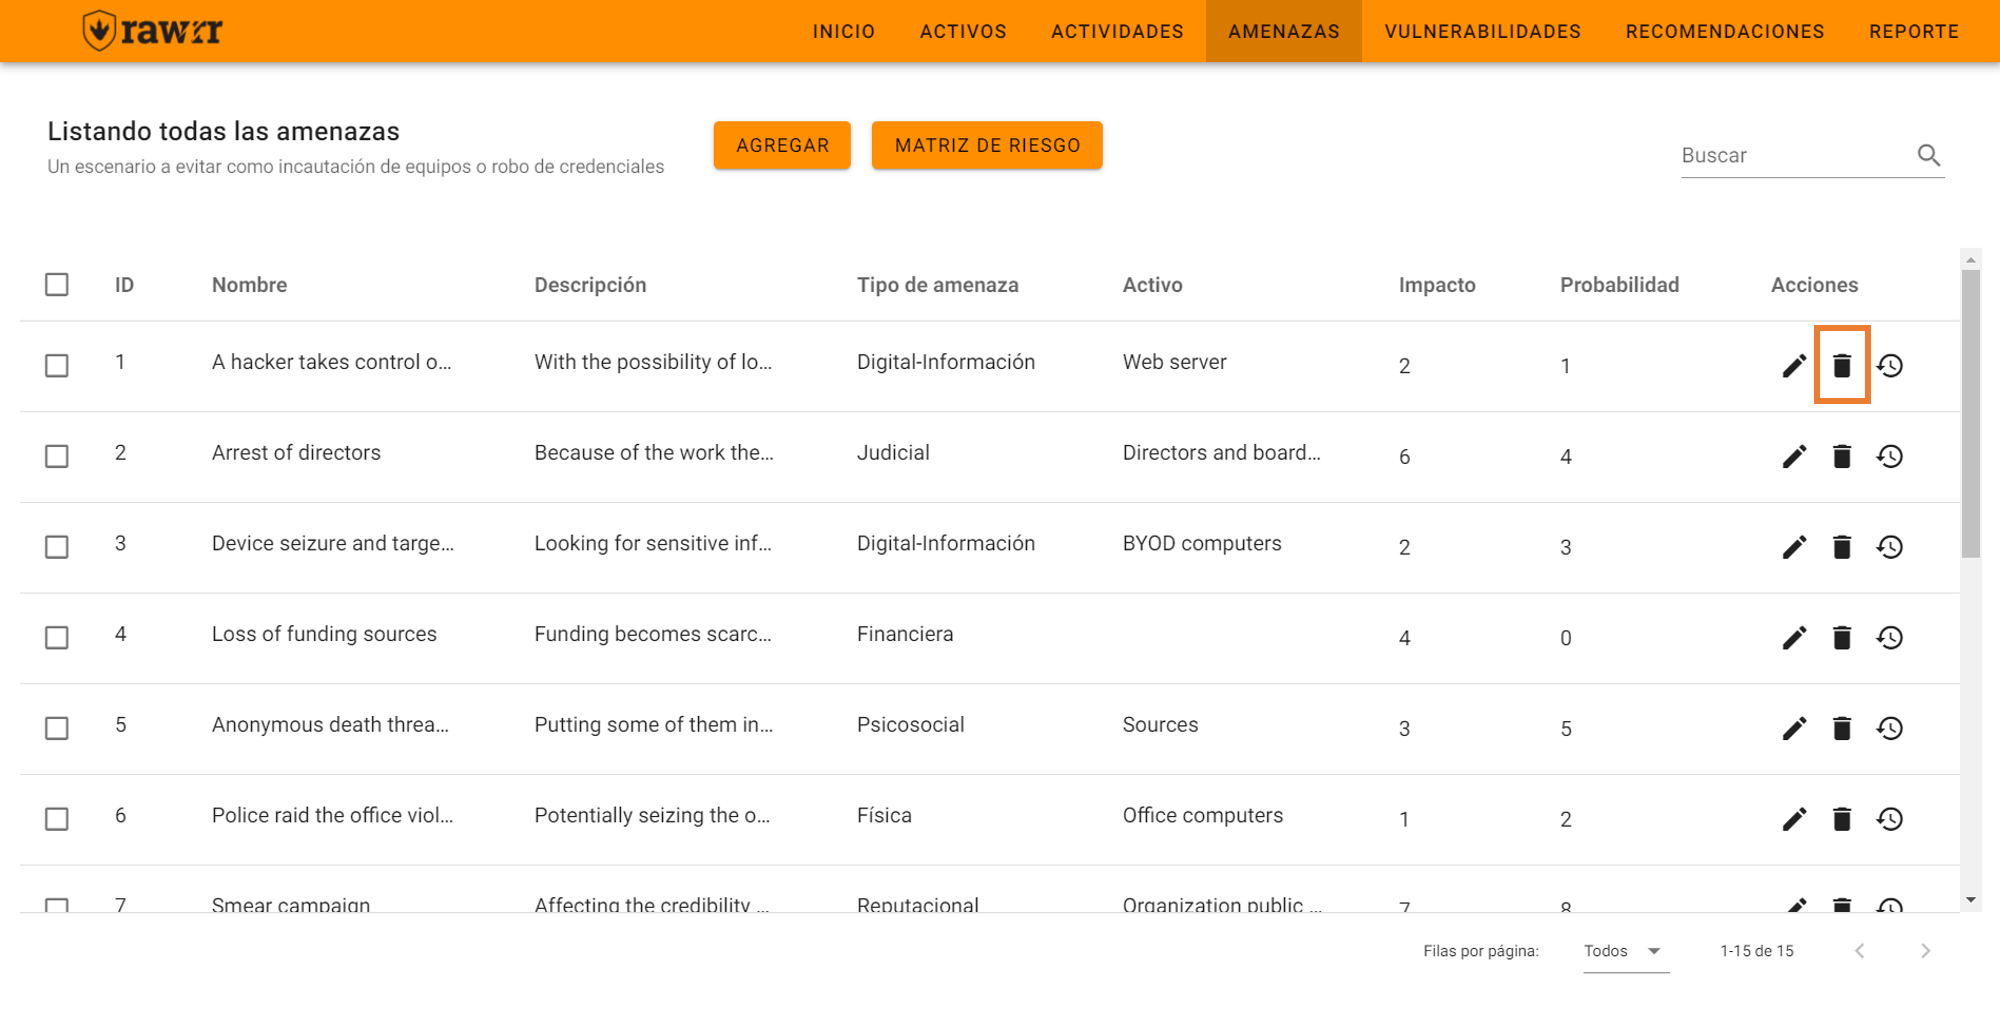 rawrr
INICIO ACTIVOS ACTIVIDADES AMENAZAS VULNERABILIDADES RECOMENDACIONES REPORTE
Listando todas las amenazas
Un escenario a evitar como incautación de equipos o robo de credenciales
AGREGAR MATRIZ DE RIESGO
Buscar
ID Nombre Descripción Tipo de amenaza Activo Impacto Probabilidad Acciones
1 A hacker takes control o... With the possibility of lo... Digital-Información Web server 2 1
2 Arrest of directors Because of the work the... Judicial Directors and board... 6 4
3 Device seizure and targe... Looking for sensitive inf... Digital-Información BYOD computers 2 3
4 Loss of funding sources Funding becomes scarc... Financiera 4 0
5 Anonymous death threa... Putting some of them in... Psicosocial Sources 3 5
6 Police raid the office viol... Potentially seizing the o... Física Office computers 1 2
7 Smear campaign Affecting the credibility ... Reputacional Organization public ... 7 8
Filas por página: Todos 1-15 de 15